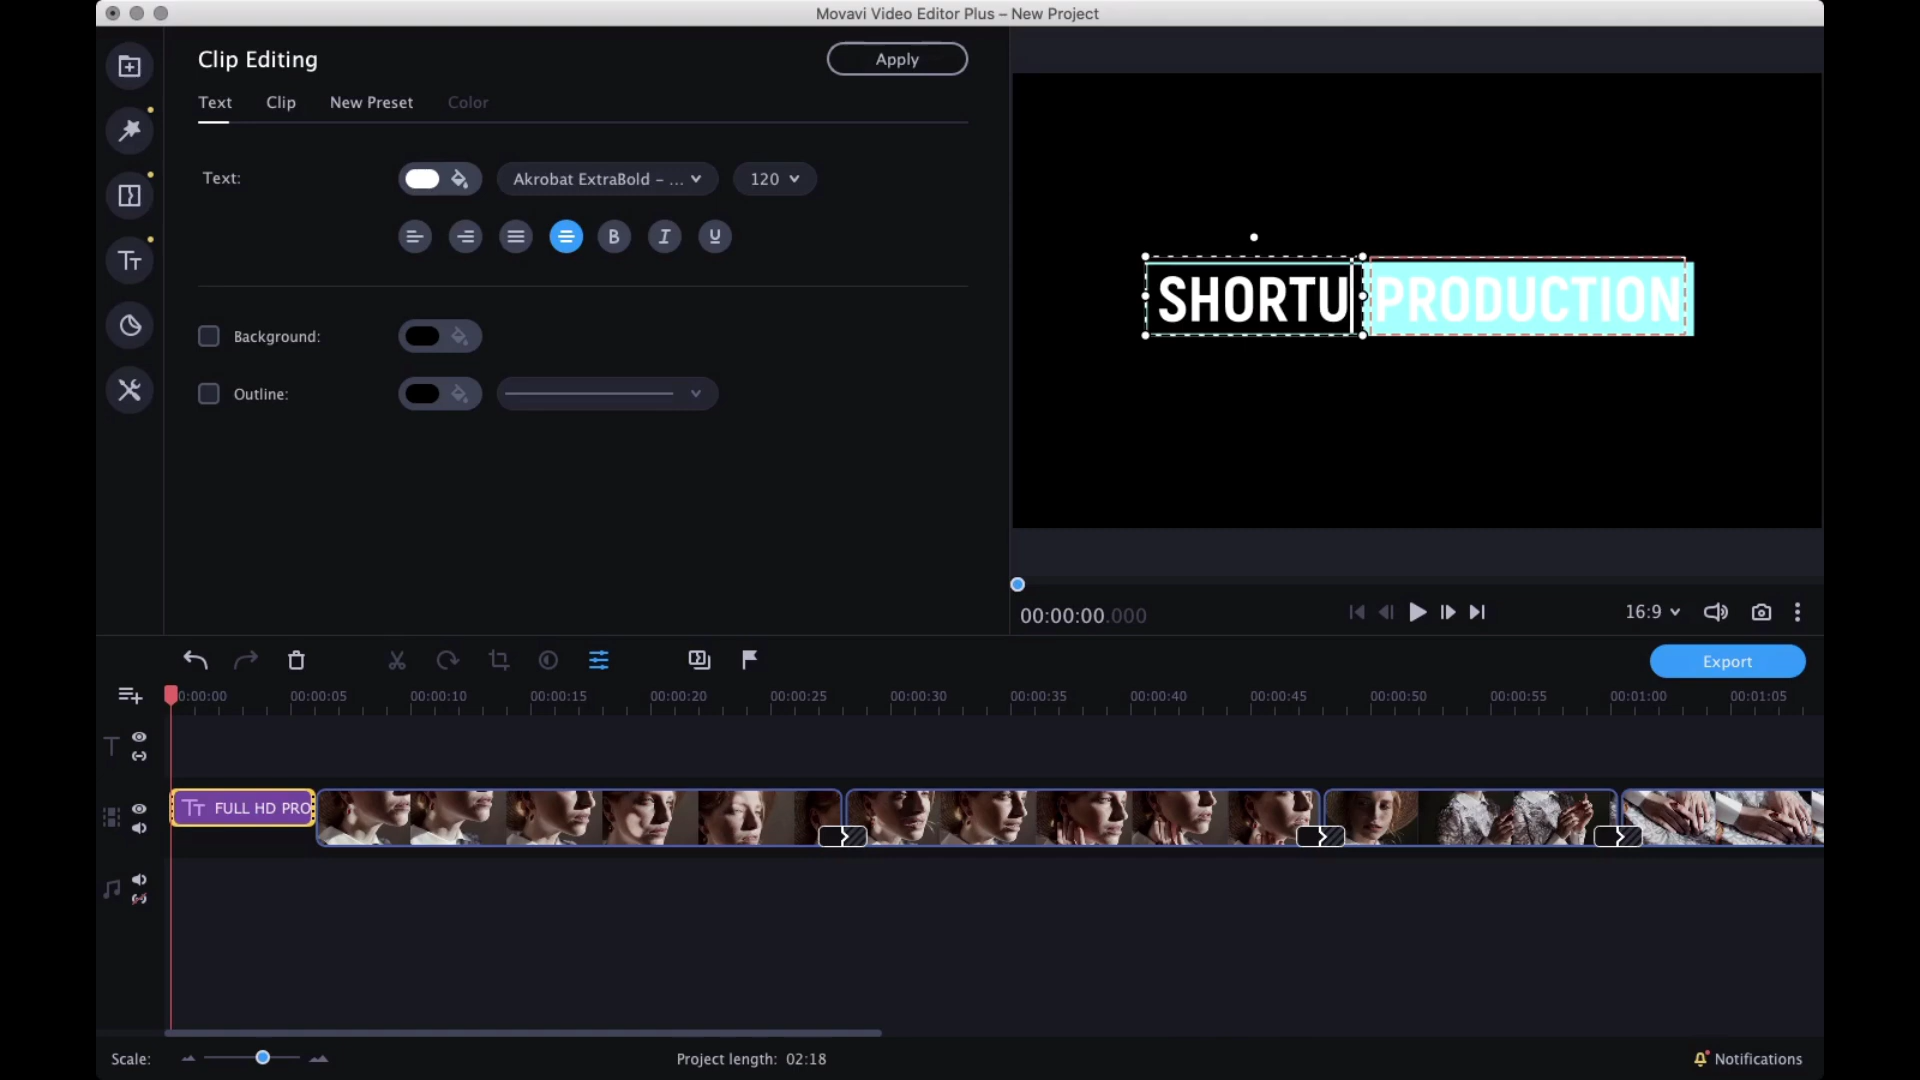 Movavi Video Editor Plus – New Project
Clip Editing
Apply
Text
Clip
New Preset
Color
Text:
Akrobat ExtraBold – ...
120
B
I
U
Background:
Outline:
SHORTU PRODUCTION
00:00:00.000
16:9
Export
0:00:00
00:00:05
00:00:10
00:00:15
00:00:20
00:00:25
00:00:30
00:00:35
00:00:40
00:00:45
00:00:50
00:00:55
00:01:00
00:01:05
FULL HD PRO
Scale:
Project length: 02:18
Notifications